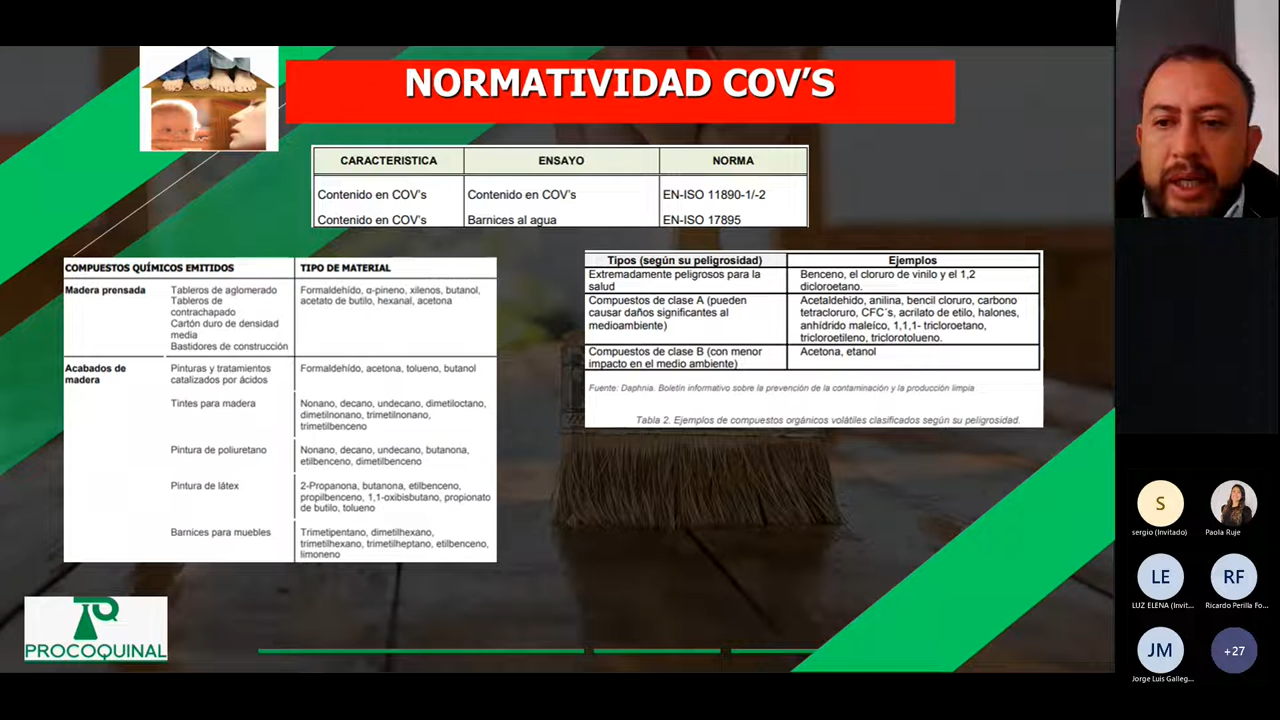 NORMATIVIDAD COV'S
CARACTERISTICA ENSAYO NORMA
Contenido en COV's Contenido en COV's EN-ISO 11890-1/-2
Contenido en COV's Barnices al agua EN-ISO 17895
COMPUESTOS QUÍMICOS EMITIDOS TIPO DE MATERIAL
Madera prensada Tableros de aglomerado Formaldehído, α-pineno, xilenos, butanol,
Tableros de acetato de butilo, hexanal, acetona
contrachapado
Cartón duro de densidad
media
Bastidores de construcción
Acabados de Pinturas y tratamientos Formaldehído, acetona, tolueno, butanol
madera catalizados por ácidos
Tintes para madera Nonano, decano, undecano, dimetiloctano,
dimetilnonano, trimetilnonano,
trimetilbenceno
Pintura de poliuretano Nonano, decano, undecano, butanona,
etilbenceno, dimetilbenceno
Pintura de látex 2-Propanona, butanona, etilbenceno,
propilbenceno, 1,1-oxibisbutano, propionato
de butilo, tolueno
Barnices para muebles Trimetipentano, dimetilhexano,
trimetilhexano, trimetilheptano, etilbenceno,
limoneno
Tipos (según su peligrosidad) Ejemplos
Extremadamente peligrosos para la Benceno, el cloruro de vinilo y el 1,2
salud dicloroetano.
Compuestos de clase A (pueden Acetaldehido, anilina, bencil cloruro, carbono
causar daños significantes al tetracloruro, CFC´s, acrilato de etilo, halones,
medioambiente) anhídrido maleíco, 1,1,1- tricloroetano,
tricloroetileno, triclorotolueno.
Compuestos de clase B (con menor Acetona, etanol
impacto en el medio ambiente)
Fuente: Daphnia. Boletín informativo sobre la prevención de la contaminación y la producción limpia
Tabla 2. Ejemplos de compuestos orgánicos volátiles clasificados según su peligrosidad.
PROCOQUINAL
S
sergio (Invitado) Paola Ruje
LE RF
LUZ ELENA (Invit... Ricardo Perilla Fo...
JM +27
Jorge Luis Galleg...